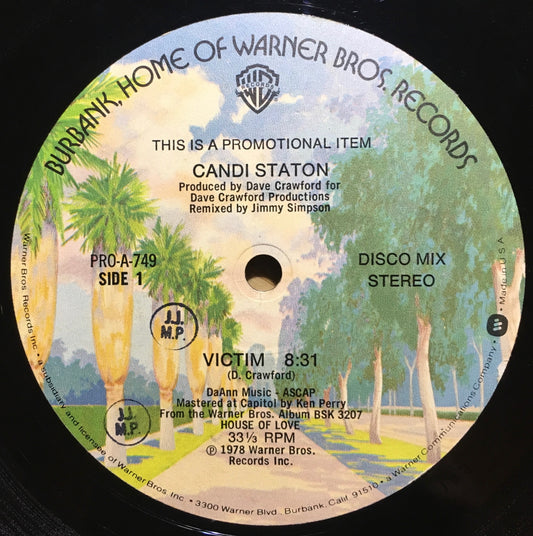 BURBANK, HOME OF WARNER BROS. RECORDS
W RECORDS
THIS IS A PROMOTIONAL ITEM
CANDI STATON
Produced by Dave Crawford for
Dave Crawford Productions
Remixed by Jimmy Simpson
PRO-A-749
SIDE 1
DISCO MIX
STEREO
J.J.
M.P.
VICTIM 8:31
(D. Crawford)
DaAnn Music - ASCAP
Mastered at Capitol by Ken Perry
From the Warner Bros. Album BSK 3207
HOUSE OF LOVE
33⅓ RPM
℗ 1978 Warner Bros.
Records Inc.
J.J.
M.P.
Warner Bros. Records Inc. • a subsidiary and licensee of Warner Bros. Inc. • 3300 Warner Blvd., Burbank, Calif. 91510 • a Warner Communications Company • Made in U S A